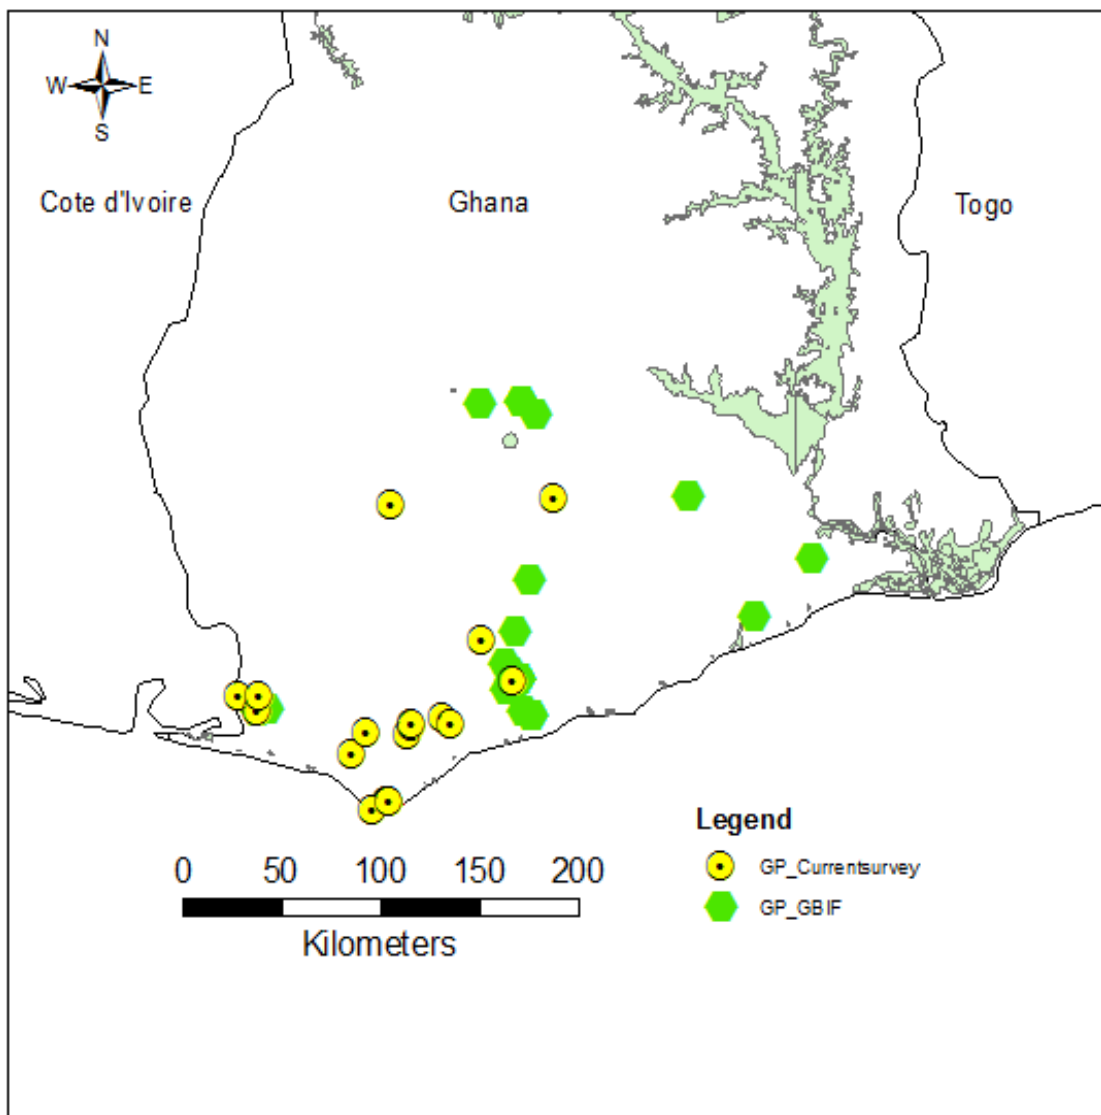 N
W E
S
Cote d"Ivoire
Ghana
Togo
Legend
GP_Currentsurvey
GP_GBIF
0 50 100 150 200
Kilometers